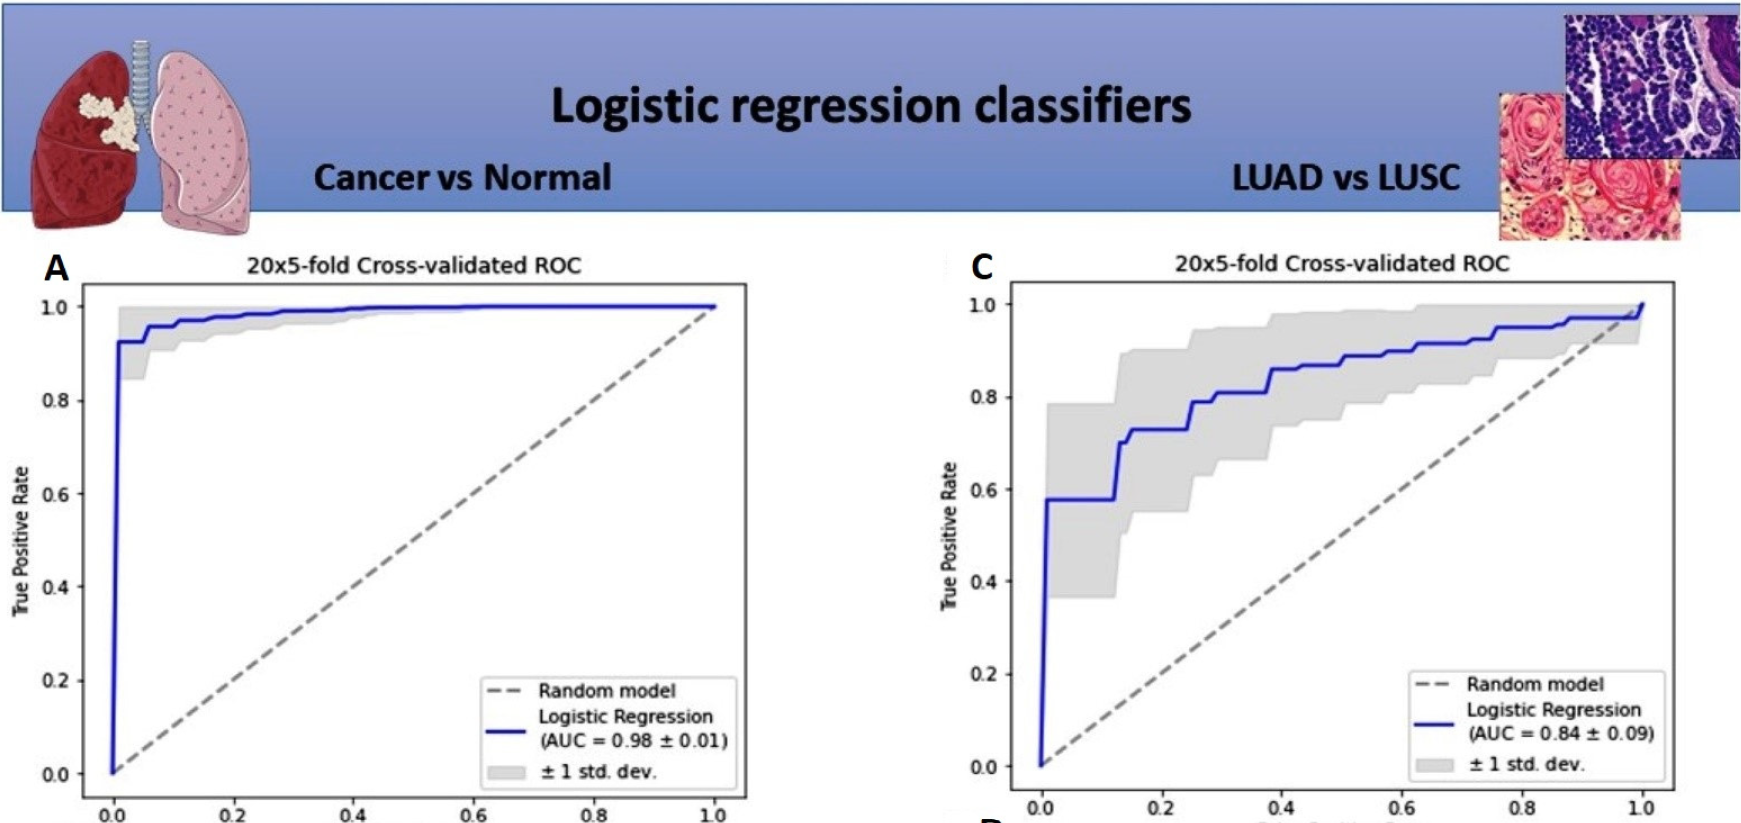 Logistic regression classifiers
Cancer vs Normal
LUAD vs LUSC
A
20x5-fold Cross-validated ROC
True Positive Rate
1.0
0.8
0.6
0.4
0.2
0.0
Random model
Logistic Regression
(AUC = 0.98 ± 0.01)
± 1 std. dev.
0.0 0.2 0.4 0.6 0.8 1.0
C
20x5-fold Cross-validated ROC
True Positive Rate
1.0
0.8
0.6
0.4
0.2
0.0
Random model
Logistic Regression
(AUC = 0.84 ± 0.09)
± 1 std. dev.
0.0 0.2 0.4 0.6 0.8 1.0